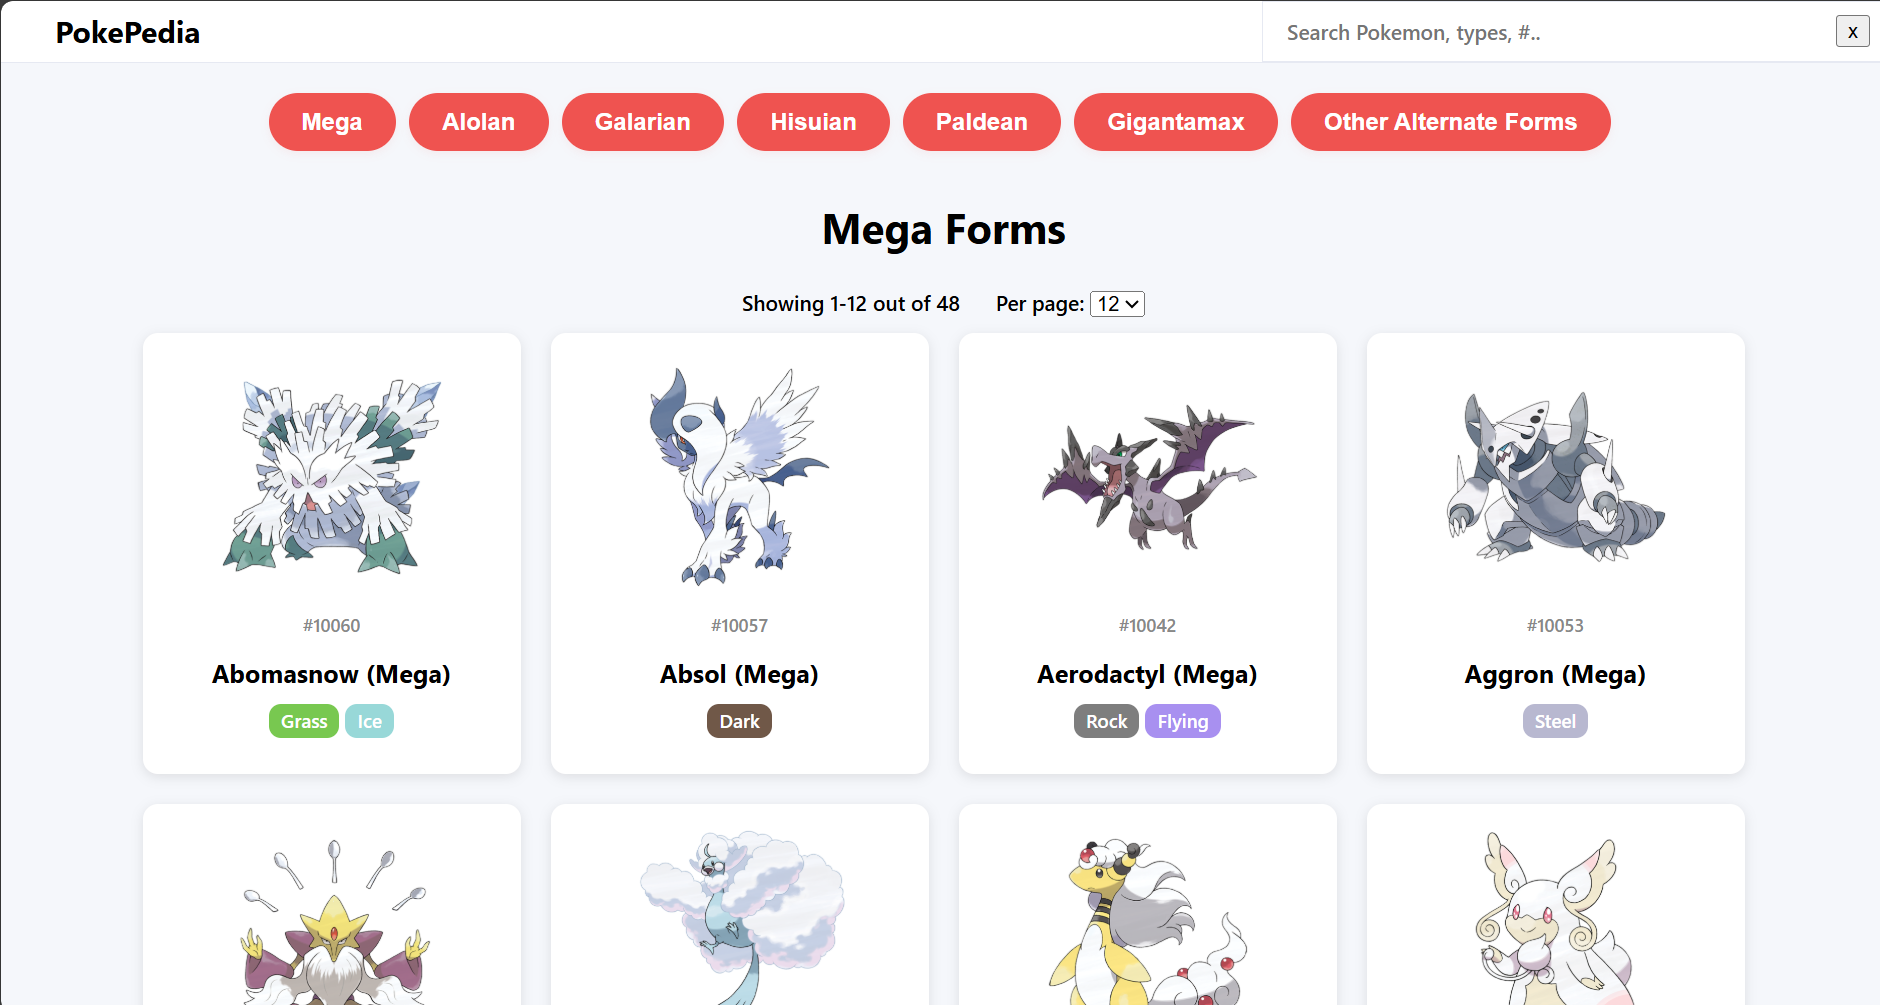 PokePedia
Search Pokemon, types, #..
x
Mega
Alolan
Galarian
Hisuian
Paldean
Gigantamax
Other Alternate Forms
Mega Forms
Showing 1-12 out of 48
Per page: 12
#10060
Abomasnow (Mega)
Grass Ice
#10057
Absol (Mega)
Dark
#10042
Aerodactyl (Mega)
Rock Flying
#10053
Aggron (Mega)
Steel